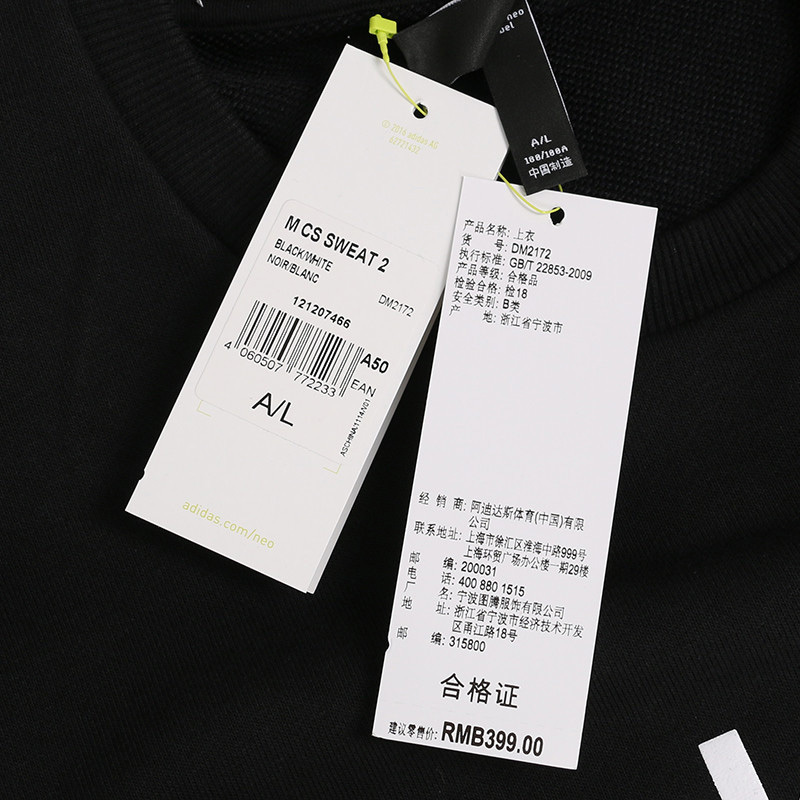 neo
A/L
100/100A
中国制造
© 2016 adidas AG
M CS SWEAT 2
BLACK/WHITE
NOIR/BLANC
DM2172
121207466
A50
4 060507 772233
EAN
A/L
adidas.com/neo
产品名称: 上衣
货 号: DM2172
执行标准: GB/T 22853-2009
产品等级: 合格品
检验合格: 检18
安全类别: B类
产 地: 浙江省宁波市
经 销 商: 阿迪达斯体育(中国)有限
公司
联系地址: 上海市徐汇区淮海中路999号
上海环贸广场办公楼一期29楼
邮 编: 200031
电 话: 400 880 1515
厂 名: 宁波图腾服饰有限公司
地 址: 浙江省宁波市经济技术开发
区甬江路18号
邮 编: 315800
合格证
建议零售价: RMB399.00